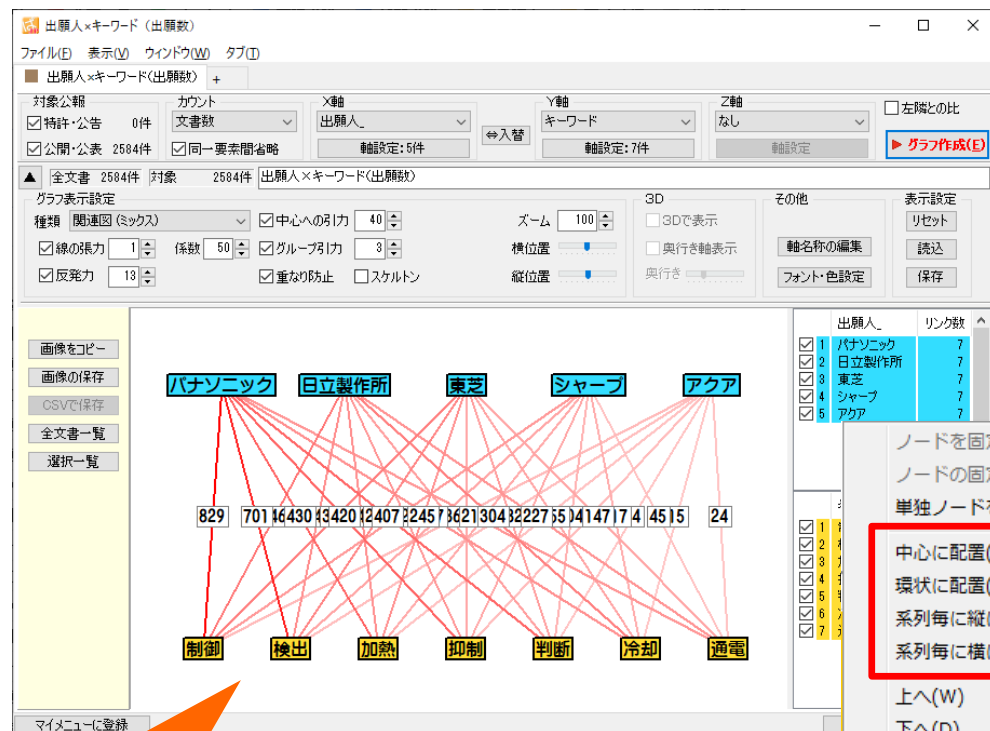 出願人×キーワード（出願数）
ファイル(F) 表示(V) ウィンドウ(W) タブ(T)
出願人×キーワード(出願数) +
対象公報 カウント X軸 Y軸 Z軸
特許・公告 0件 文書数 出願人_ ⇔入替 キーワード なし 左隣との比
公開・公表 2584件 同一要素間省略 軸設定:5件 軸設定:7件 軸設定 グラフ作成(E)
全文書 2584件 対象 2584件 出願人×キーワード(出願数)
グラフ表示設定 3D その他 表示設定
種類 関連図(ミックス) 中心への引力 40 ズーム 100 3Dで表示 リセット
線の張力 1 係数 50 グループ引力 3 横位置 奥行き軸表示 軸名称の編集 読込
反発力 13 重なり防止 スケルトン 縦位置 奥行き フォント・色設定 保存
画像をコピー
画像の保存
CSVで保存
全文書一覧
選択一覧
パナソニック 日立製作所 東芝 シャープ アクア
829 701 24
制御 検出 加熱 抑制 判断 冷却 通電
出願人_ リンク数
1 パナソニック 7
2 日立製作所 7
3 東芝 7
4 シャープ 7
5 アクア 7
1
2
3
4
5
6
7
ノードを固
ノードの固
単独ノードを
中心に配置(
環状に配置(
系列毎に縦
系列毎に横
上へ(W)
下へ(D)
マイメニューに登録